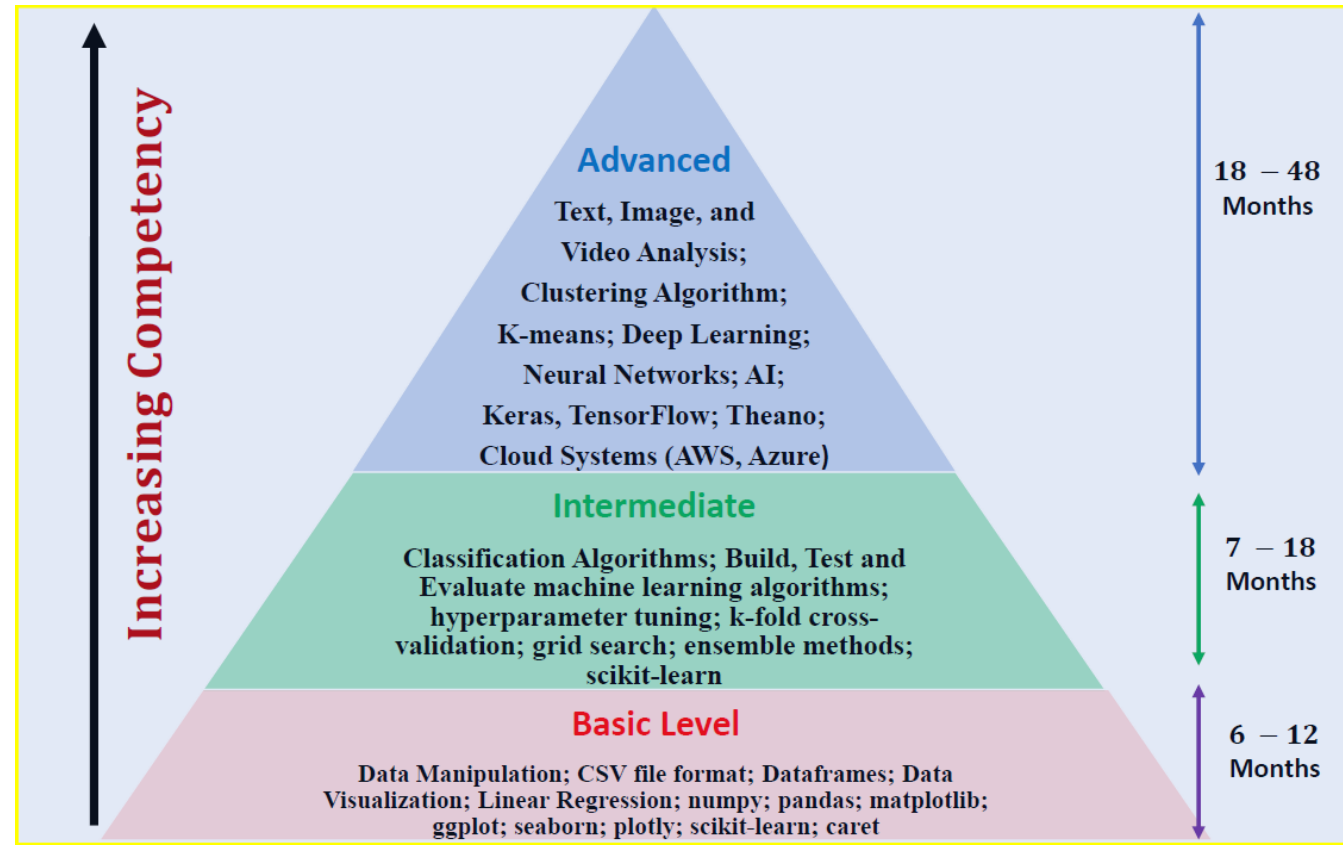 Increasing Competency
Advanced
Text, Image, and
Video Analysis;
Clustering Algorithm;
K-means; Deep Learning;
Neural Networks; AI;
Keras, TensorFlow; Theano;
Cloud Systems (AWS, Azure)
18 – 48
Months
Intermediate
Classification Algorithms; Build, Test and
Evaluate machine learning algorithms;
hyperparameter tuning; k-fold cross-
validation; grid search; ensemble methods;
scikit-learn
7 – 18
Months
Basic Level
Data Manipulation; CSV file format; Dataframes; Data
Visualization; Linear Regression; numpy; pandas; matplotlib;
ggplot; seaborn; plotly; scikit-learn; caret
6 – 12
Months